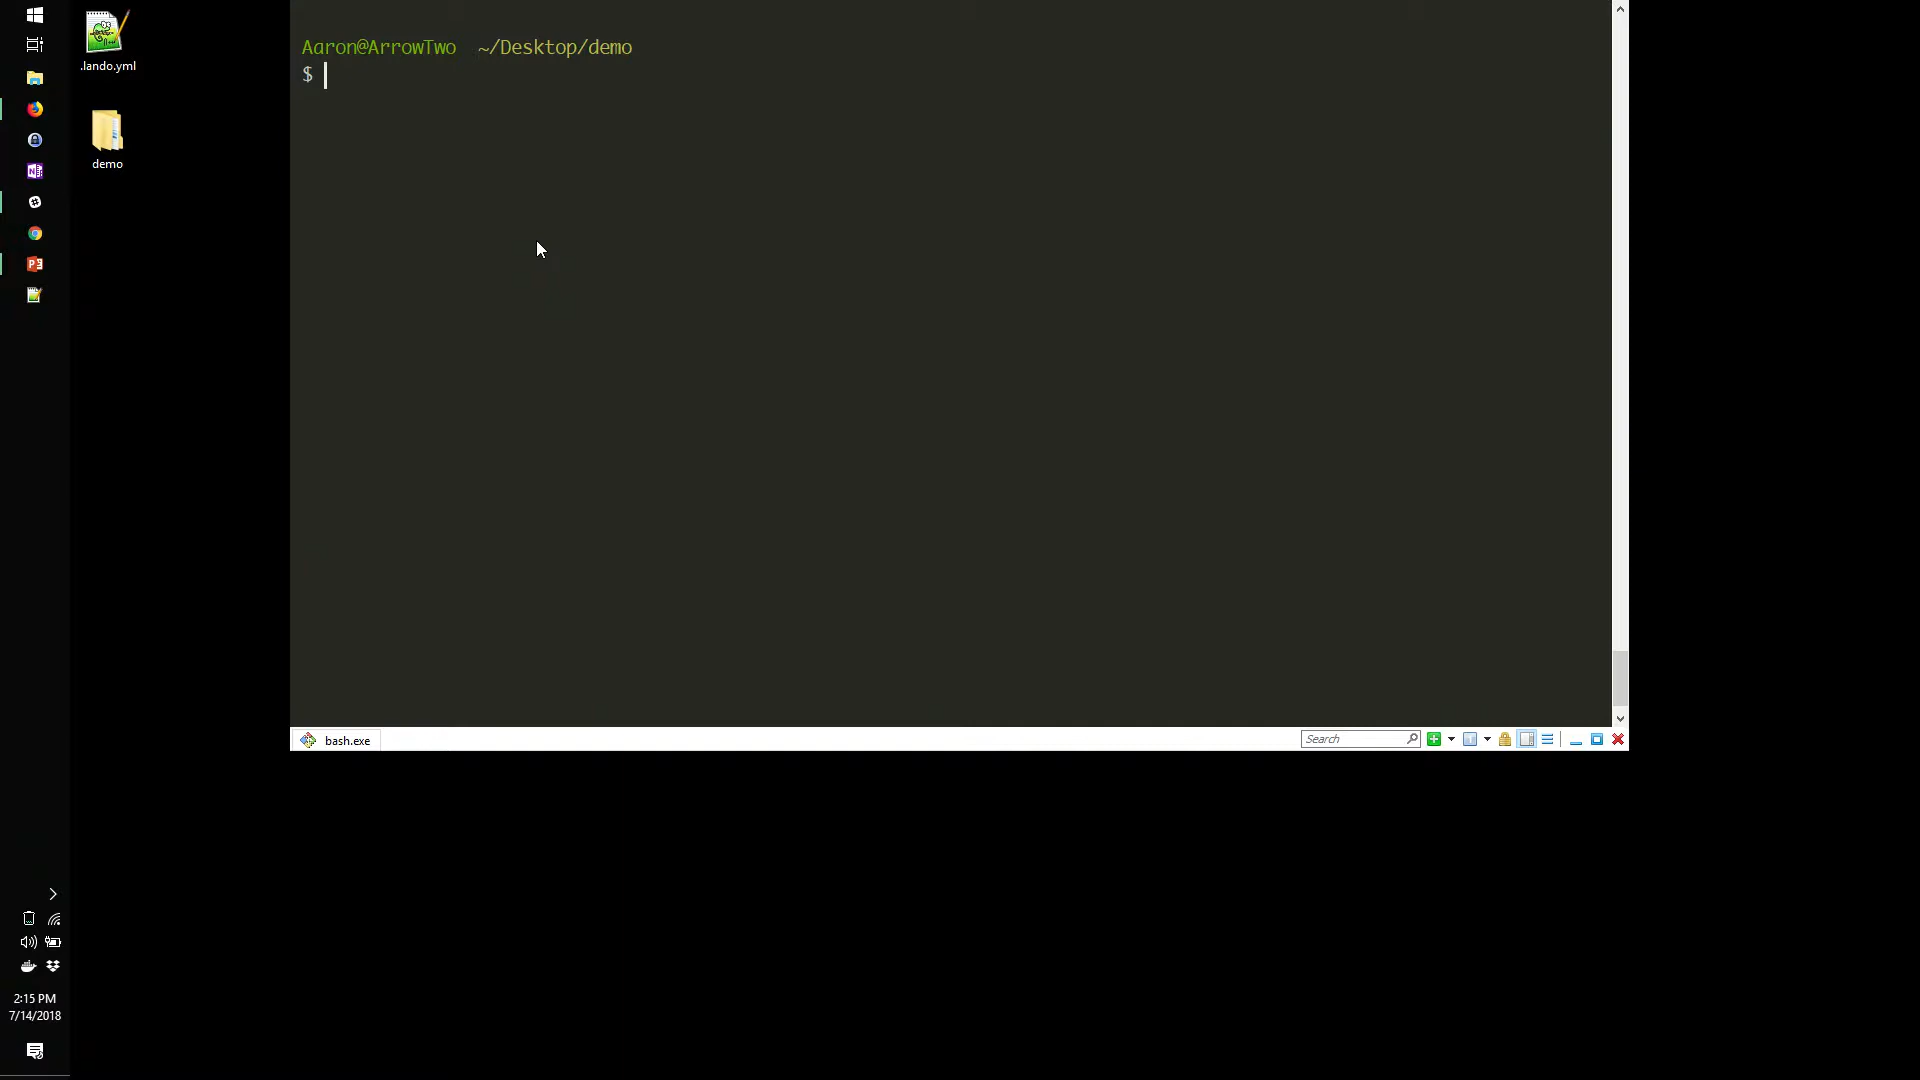 .lando.yml
demo
Aaron@ArrowTwo ~/Desktop/demo
$
bash.exe
Search
2:15 PM
7/14/2018